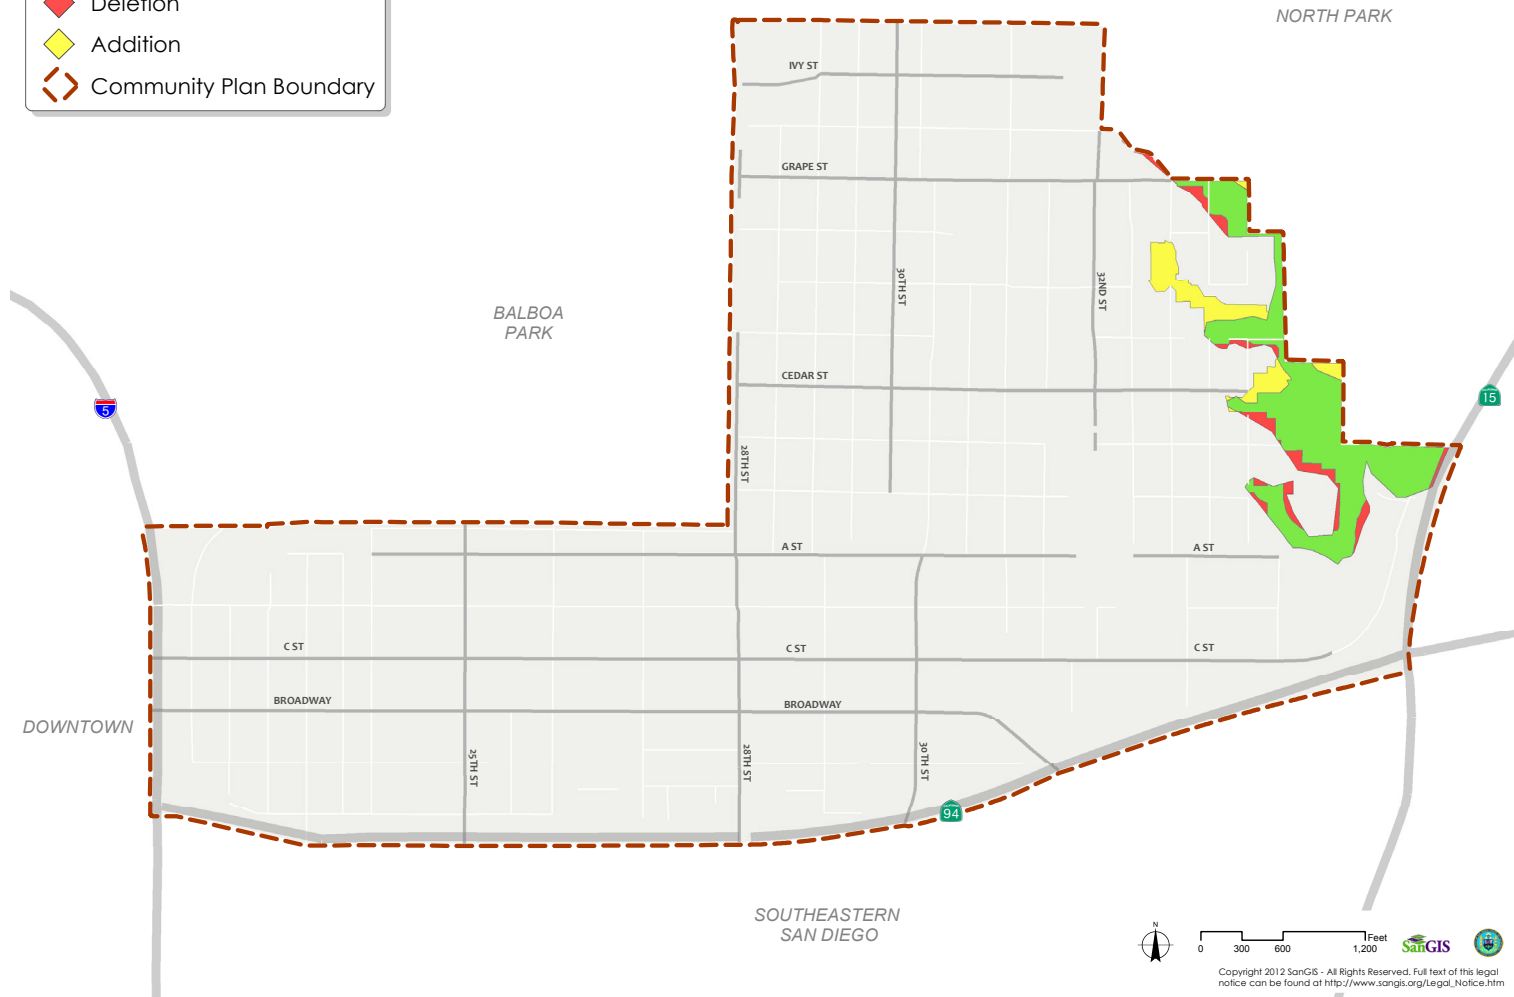 Deletion
Addition
Community Plan Boundary
NORTH PARK
IVY ST
GRAPE ST
30TH ST
32ND ST
BALBOA
PARK
CEDAR ST
5
15
28TH ST
A ST
A ST
C ST
C ST
C ST
BROADWAY
BROADWAY
DOWNTOWN
25TH ST
28TH ST
30TH ST
94
SOUTHEASTERN
SAN DIEGO
N
0 300 600 1,200
Feet
SanGIS
Copyright 2012 SanGIS - All Rights Reserved. Full text of this legal
notice can be found at http://www.sangis.org/Legal_Notice.htm